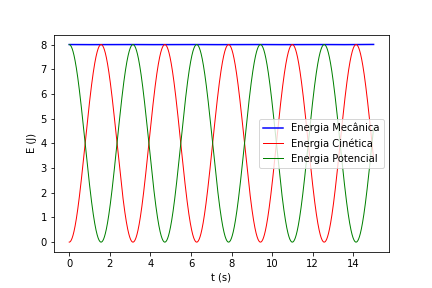 8
7
6
5
4
3
2
1
0
E (J)
Energia Mecânica
Energia Cinética
Energia Potencial
0 2 4 6 8 10 12 14
t (s)